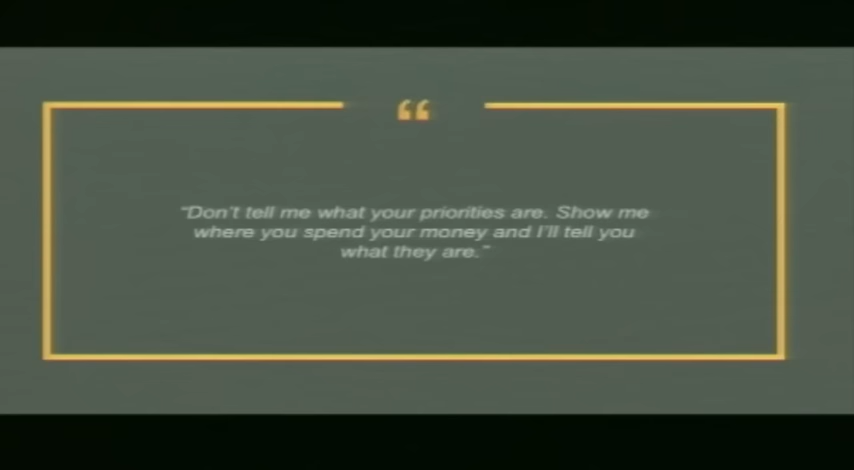 “
“Don't tell me what your priorities are. Show me
where you spend your money and I'll tell you
what they are.”